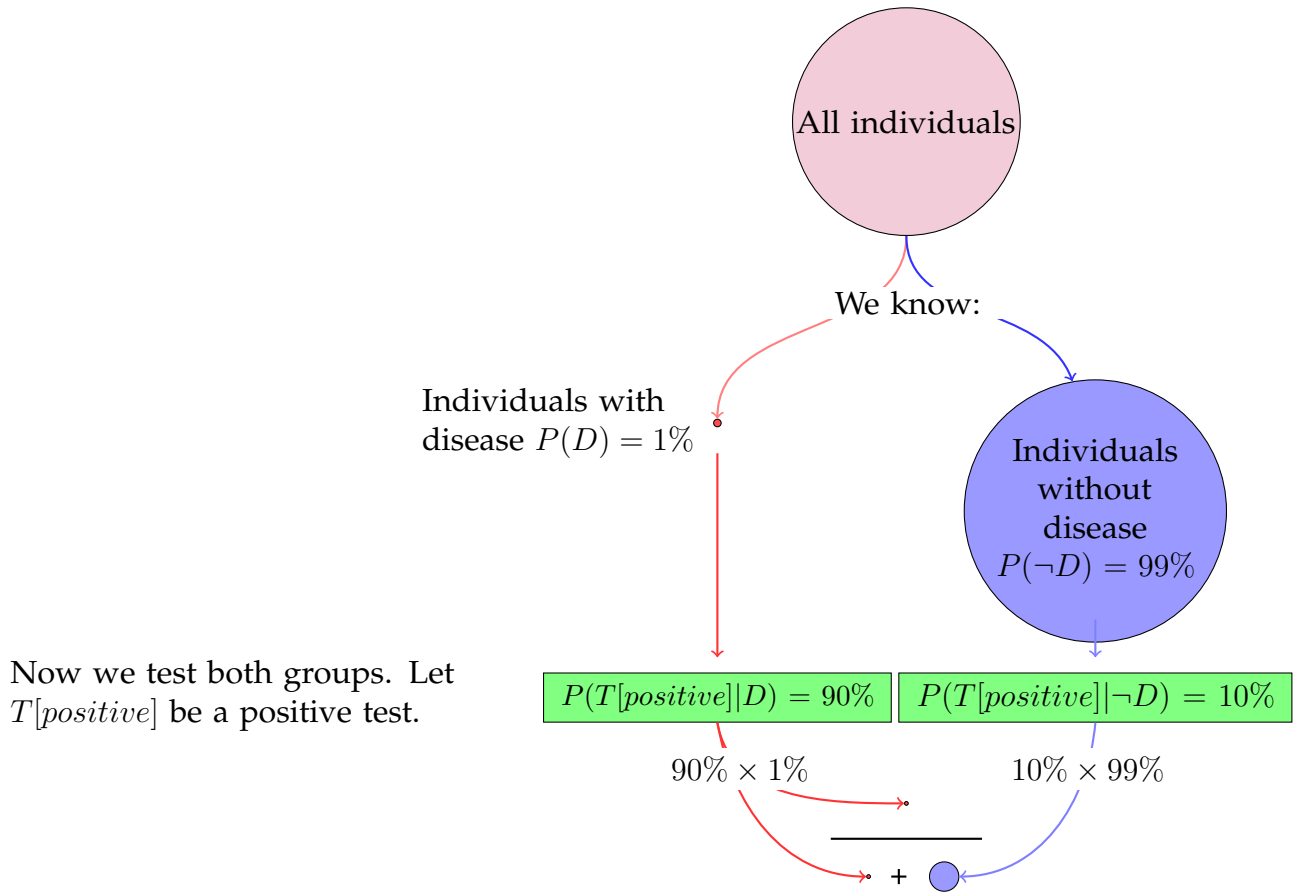 All individuals
We know:
Individuals with
disease P(D) = 1%
Individuals
without
disease
P(¬D) = 99%
Now we test both groups. Let
T[positive] be a positive test.
P(T[positive]|D) = 90%
P(T[positive]|¬D) = 10%
90% × 1%
10% × 99%
+